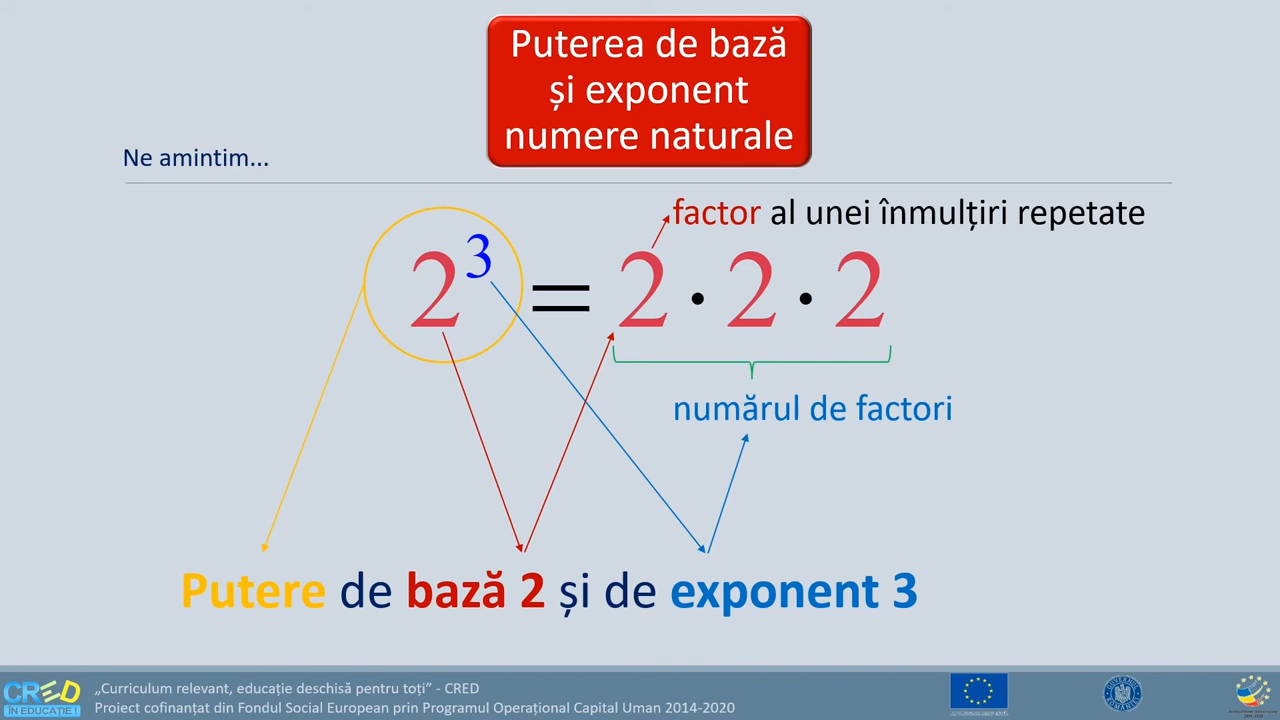 Puterea de bază
și exponent
numere naturale
Ne amintim...
factor al unei înmulțiri repetate
2³ = 2 · 2 · 2
numărul de factori
Putere de bază 2 și de exponent 3
CRED
ÎN EDUCAȚIE !
„Curriculum relevant, educație deschisă pentru toți” - CRED
Proiect cofinanțat din Fondul Social European prin Programul Operațional Capital Uman 2014-2020